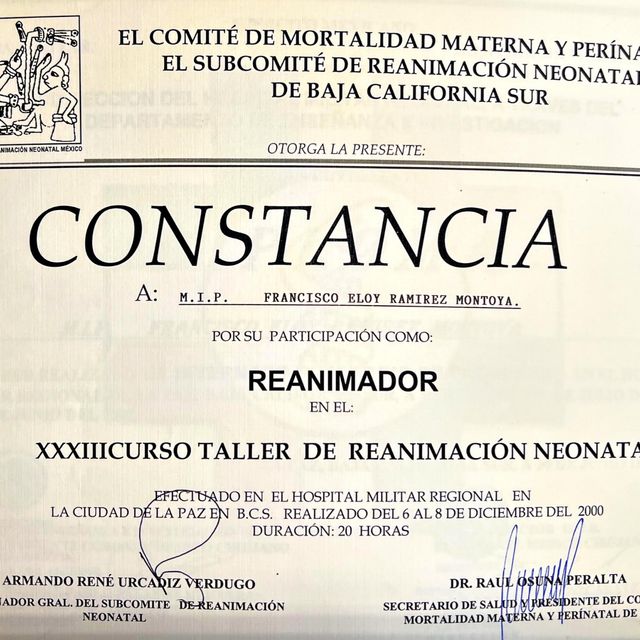 EL COMITÉ DE MORTALIDAD MATERNA Y PERÍNA
EL SUBCOMITÉ DE REANIMACIÓN NEONATAL
DE BAJA CALIFORNIA SUR
ANIMACIÓN NEONATAL MÉXICO
OTORGA LA PRESENTE:
CONSTANCIA
A: M.I.P. FRANCISCO ELOY RAMIREZ MONTOYA.
POR SU PARTICIPACIÓN COMO:
REANIMADOR
EN EL:
XXXIIICURSO TALLER DE REANIMACIÓN NEONATA
EFECTUADO EN EL HOSPITAL MILITAR REGIONAL EN
LA CIUDAD DE LA PAZ EN B.C.S. REALIZADO DEL 6 AL 8 DE DICIEMBRE DEL 2000
DURACIÓN: 20 HORAS
ARMANDO RENÉ URCADIZ VERDUGO
NADOR GRAL. DEL SUBCOMITE DE REANIMACIÓN
NEONATAL
DR. RAUL OSUNA PERALTA
SECRETARIO DE SALUD Y PRESIDENTE DEL CO
MORTALIDAD MATERNA Y PERÍNATAL DE